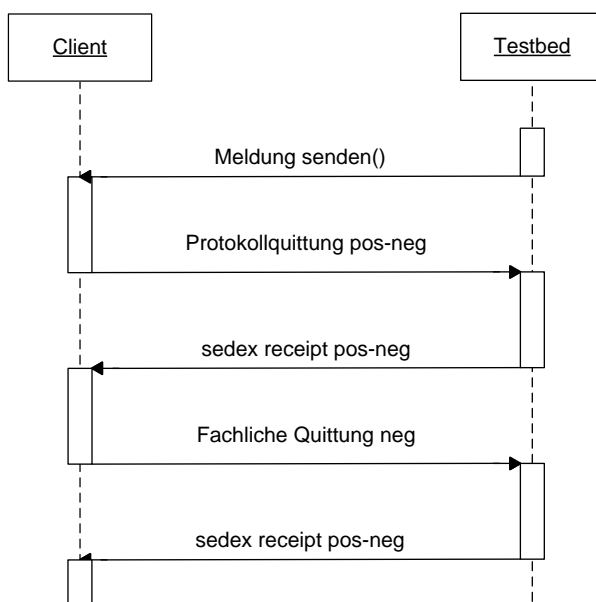 Client
Testbed
Meldung senden()
Protokollquittung pos-neg
sedex receipt pos-neg
Fachliche Quittung neg
sedex receipt pos-neg